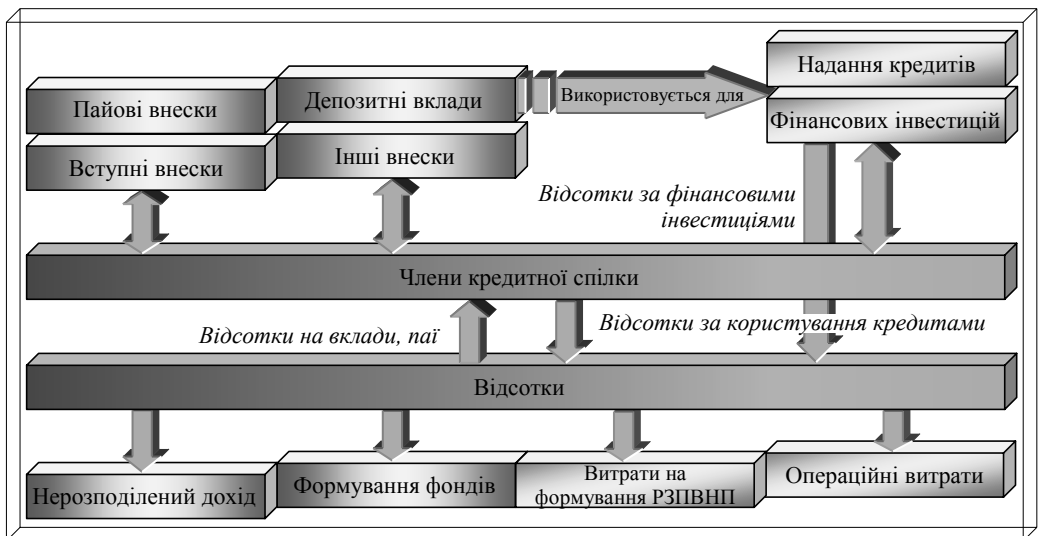 Надання кредитів
Депозитні вклади
Використовується для
Пайові внески
Фінансових інвестицій
Інші внески
Вступні внески
Відсотки за фінансовими
інвестиціями
Члени кредитної спілки
Відсотки на вклади, паї
Відсотки за користування кредитами
Відсотки
Нерозподілений дохід
Формування фондів
Витрати на
формування РЗПВНП
Операційні витрати